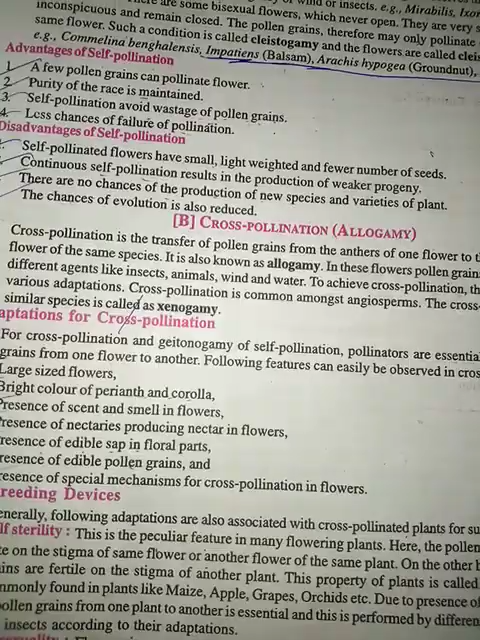 here are some bisexual flowers, which never open. They are very s
inconspicuous and remain closed. The pollen grains, therefore may only pollinate
same flower. Such a condition is called cleistogamy and the flowers are called cleis
e.g., Commelina benghalensis, Impatiens (Balsam), Arachis hypogea (Groundnut),
Advantages of Self-pollination
1. A few pollen grains can pollinate flower.
2. Purity of the race is maintained.
3. Self-pollination avoid wastage of pollen grains.
4. Less chances of failure of pollination.
Disadvantages of Self-pollination
Self-pollinated flowers have small, light weighted and fewer number of seeds.
Continuous self-pollination results in the production of weaker progeny.
There are no chances of the production of new species and varieties of plant.
The chances of evolution is also reduced.
[B] CROSS-POLLINATION (ALLOGAMY)
Cross-pollination is the transfer of pollen grains from the anthers of one flower to t
flower of the same species. It is also known as allogamy. In these flowers pollen grain
different agents like insects, animals, wind and water. To achieve cross-pollination, th
various adaptations. Cross-pollination is common amongst angiosperms. The cross-
similar species is called as xenogamy.
aptations for Cross-pollination
For cross-pollination and geitonogamy of self-pollination, pollinators are essentia
grains from one flower to another. Following features can easily be observed in cros
Large sized flowers,
Bright colour of perianth and corolla,
Presence of scent and smell in flowers,
Presence of nectaries producing nectar in flowers,
resence of edible sap in floral parts,
resence of edible pollen grains, and
resence of special mechanisms for cross-pollination in flowers.
reeding Devices
enerally, following adaptations are also associated with cross-pollinated plants for su
lf sterility : This is the peculiar feature in many flowering plants. Here, the pollen
te on the stigma of same flower or another flower of the same plant. On the other h
ins are fertile on the stigma of another plant. This property of plants is called
mmonly found in plants like Maize, Apple, Grapes, Orchids etc. Due to presence of
ollen grains from one plant to another is essential and this is performed by differen
insects according to their adaptations.